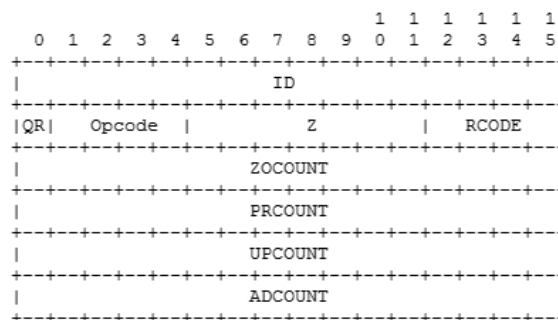 1 1 1 1 1 1
0 1 2 3 4 5 6 7 8 9 0 1 2 3 4 5
+--+--+--+--+--+--+--+--+--+--+--+--+--+--+--+--
| ID
+--+--+--+--+--+--+--+--+--+--+--+--+--+--+--+--
|QR| Opcode | Z | RCODE
+--+--+--+--+--+--+--+--+--+--+--+--+--+--+--+--
| ZOCOUNT
+--+--+--+--+--+--+--+--+--+--+--+--+--+--+--+--
| PRCOUNT
+--+--+--+--+--+--+--+--+--+--+--+--+--+--+--+--
| UPCOUNT
+--+--+--+--+--+--+--+--+--+--+--+--+--+--+--+--
| ADCOUNT
+--+--+--+--+--+--+--+--+--+--+--+--+--+--+--+--